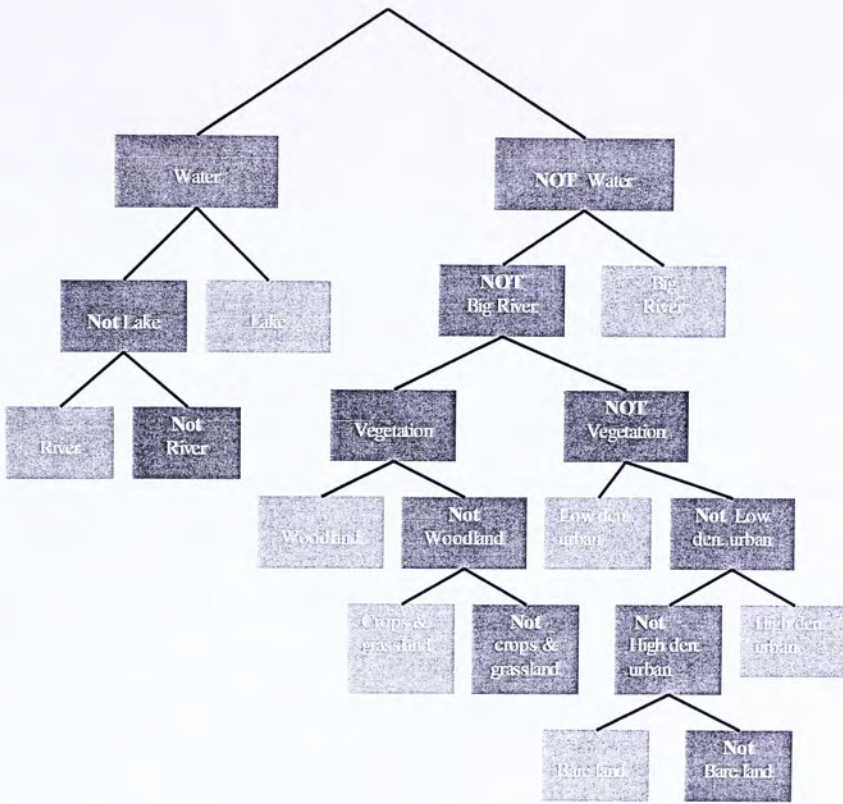 Water
NOT Water
Not Lake
Lake
NOT
Big River
Big
River
River
Not
River
Vegetation
NOT
Vegetation
Woodland
Not
Woodland
Low den.
urban
Not Low
den. urban
Crops &
grassland
Not
crops &
grassland
Not
High den.
urban
High den.
urban
Bare land
Not
Bare land